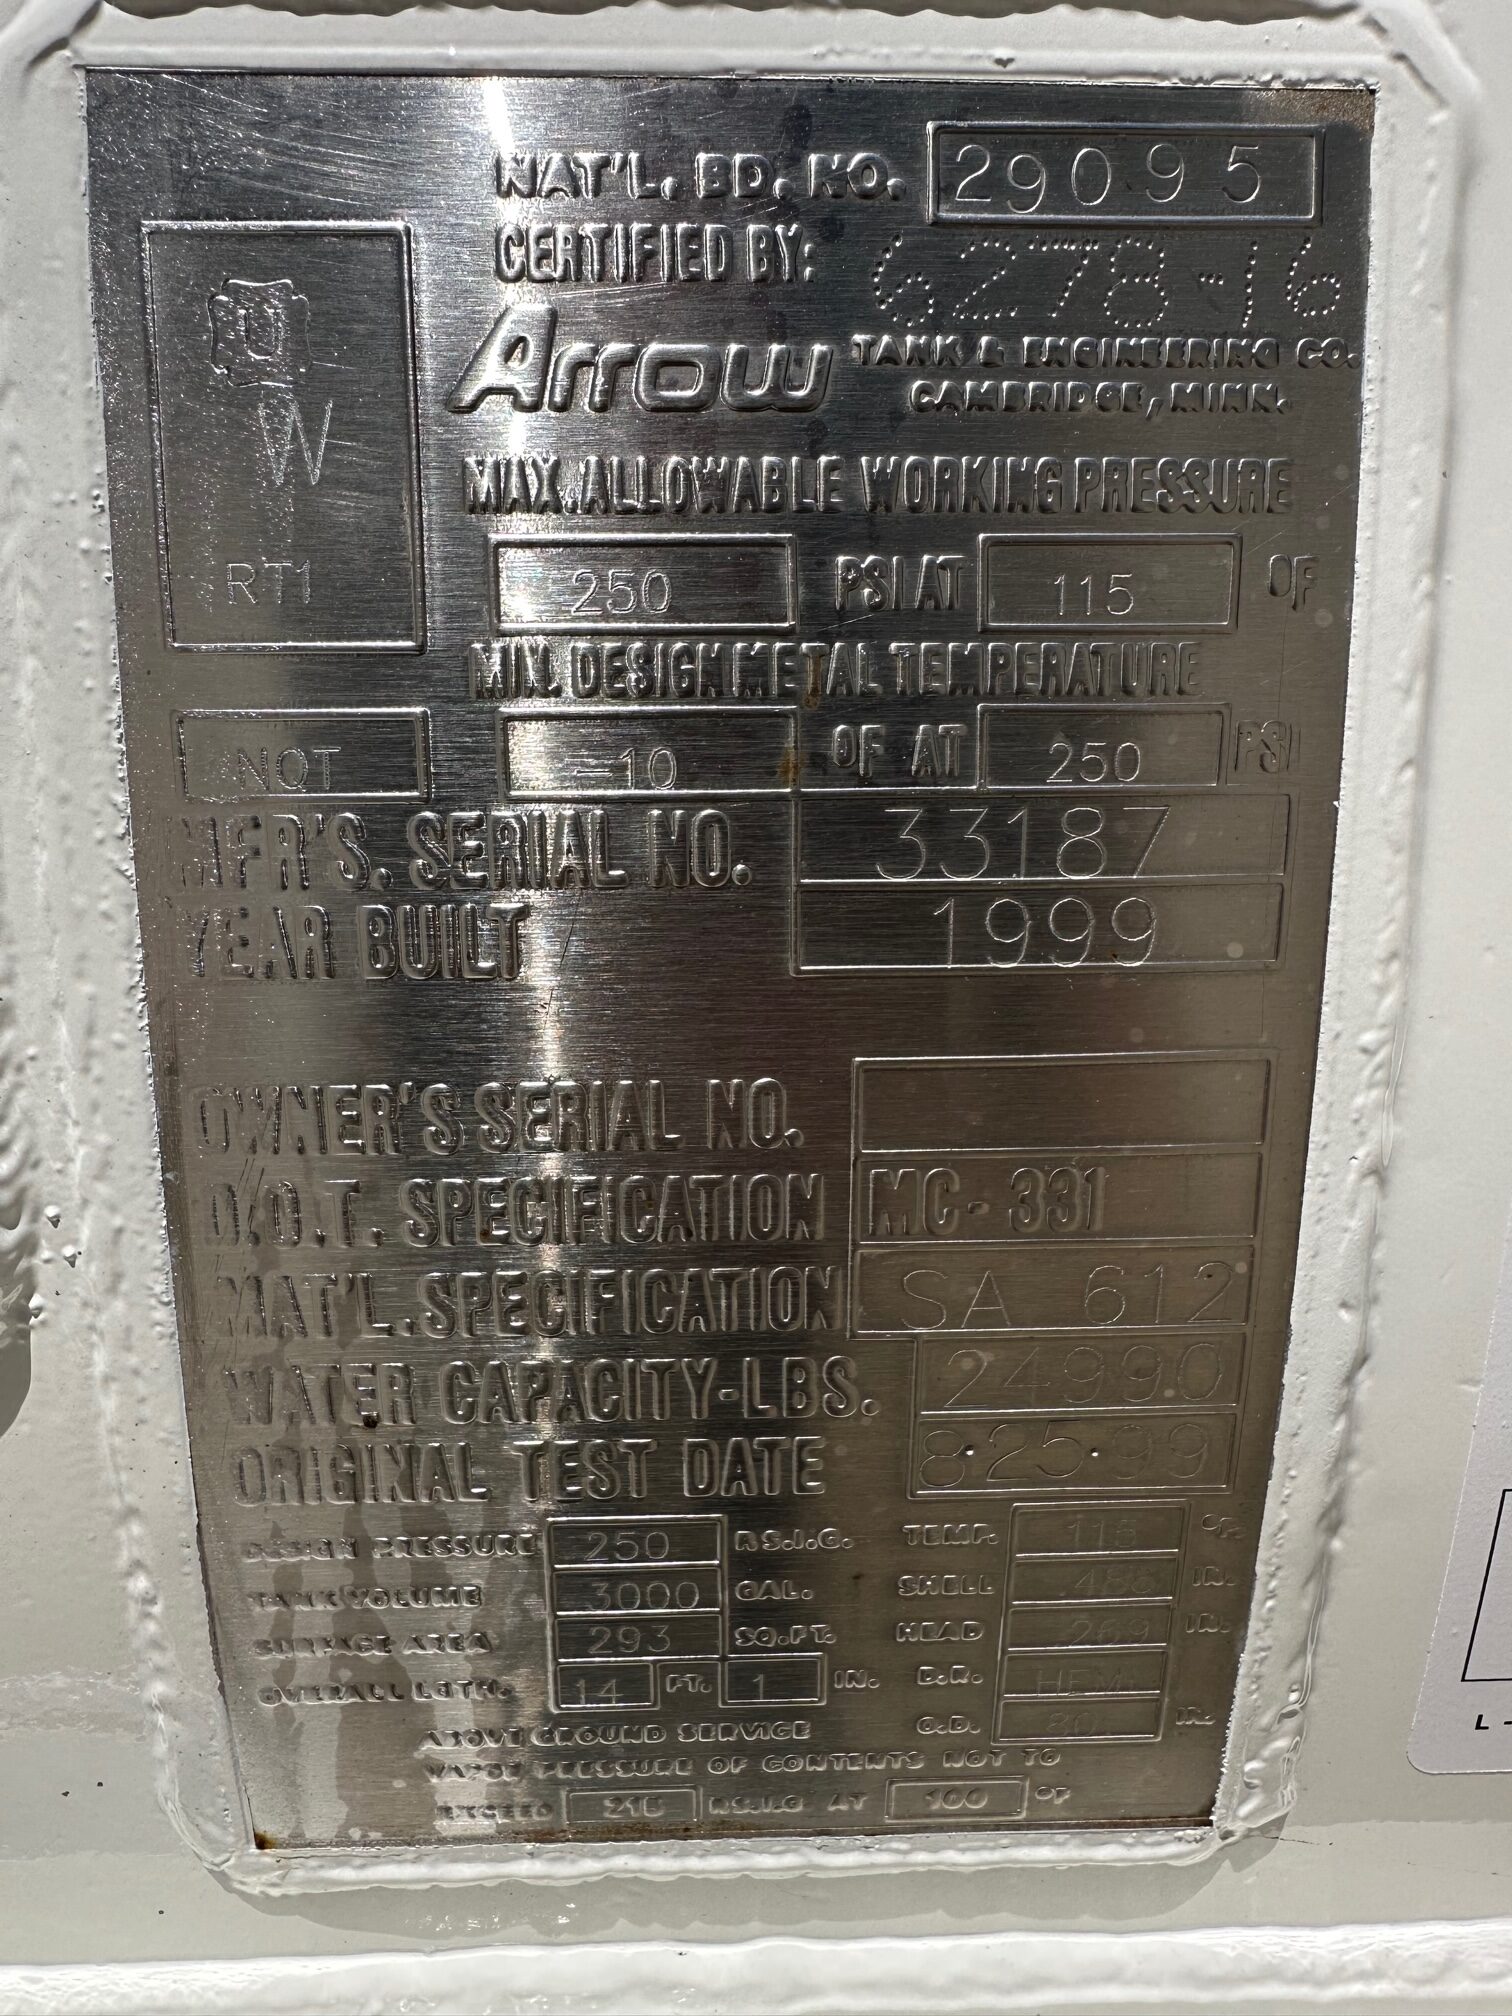 NAT'L. BD. NO. 29095
CERTIFIED BY: 6278-16
Arrow TANK & ENGINEERING CO.
CAMBRIDGE, MINN.
U
W
RT1
MAX. ALLOWABLE WORKING PRESSURE
250 PSI AT 115 °F
MIN. DESIGN METAL TEMPERATURE
NQT -10 °F AT 250 PSI
MFR'S. SERIAL NO. 33187
YEAR BUILT 1999
OWNER'S SERIAL NO.
D.O.T. SPECIFICATION MC-331
MAT'L. SPECIFICATION SA 612
WATER CAPACITY-LBS. 24990
ORIGINAL TEST DATE 8·25·99
DESIGN PRESSURE 250 P.S.I.G. TEMP. 115 °F.
TANK VOLUME 3000 GAL. SHELL IN.
SURFACE AREA 293 SQ.FT. HEAD .269 IN.
OVERALL LGTH. 14 FT. 1 IN. D.R. HEMI
O.D. 80. IN.
ABOVE GROUND SERVICE
VAPOR PRESSURE OF CONTENTS NOT TO
EXCEED 215 P.S.I.G AT 100 °F
L -